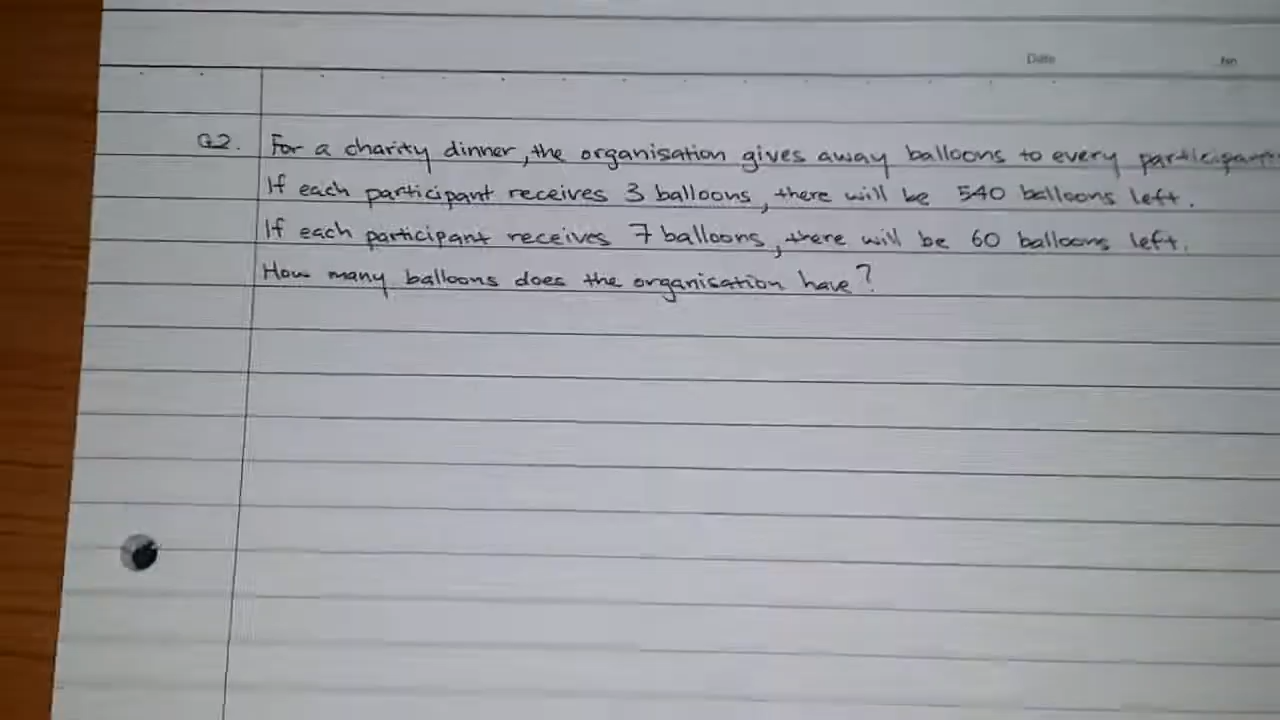 Date
No
Q2. For a charity dinner, the organisation gives away balloons to every participant
If each participant receives 3 balloons, there will be 540 balloons left.
If each participant receives 7 balloons, there will be 60 balloons left.
How many balloons does the organisation have?